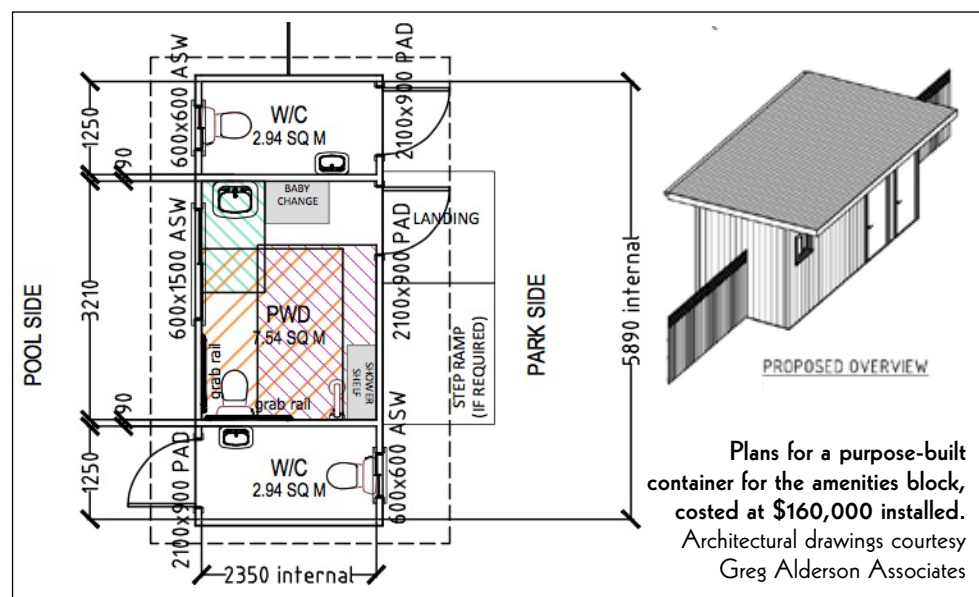 POOL SIDE
1250
90
3210
90
1250
600x600 ASW
2100x900 PAD
W/C
2.94 SQ M
600x1500 ASW
BABY
CHANGE
LANDING
2100x900 PAD
PWD
7.54 SQ M
grab rail
grab rail
SHOWER
SHELF
STEP RAMP
(IF REQUIRED)
W/C
2.94 SQ M
2100x900 PAD
600x600 ASW
2350 internal
PARK SIDE
5890 internal
PROPOSED OVERVIEW
Plans for a purpose-built
container for the amenities block,
costed at $160,000 installed.
Architectural drawings courtesy
Greg Alderson Associates